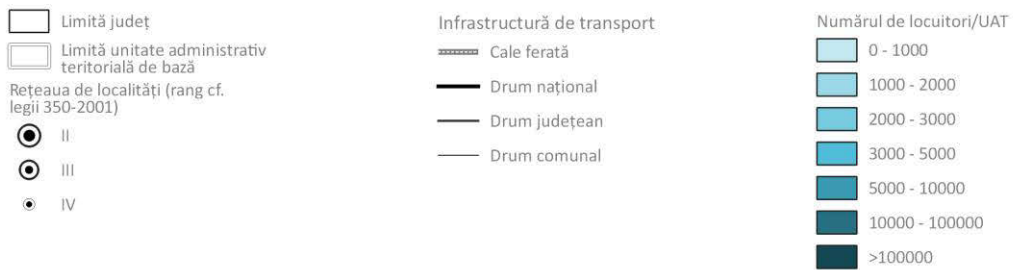 Limită județ
Limită unitate administrativ
teritorială de bază
Rețeaua de localități (rang cf.
legii 350-2001)
II
III
IV
Infrastructură de transport
Cale ferată
Drum național
Drum județean
Drum comunal
Numărul de locuitori/UAT
0 - 1000
1000 - 2000
2000 - 3000
3000 - 5000
5000 - 10000
10000 - 100000
>100000